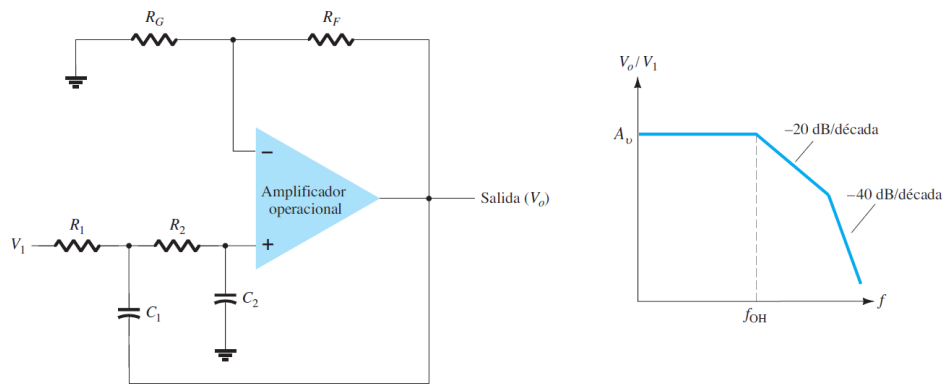 R_G
R_F
−
Amplificador
operacional
+
Salida (V_o)
V_1
R_1
R_2
C_1
C_2
V_o / V_1
A_υ
−20 dB/década
−40 dB/década
f_OH
f